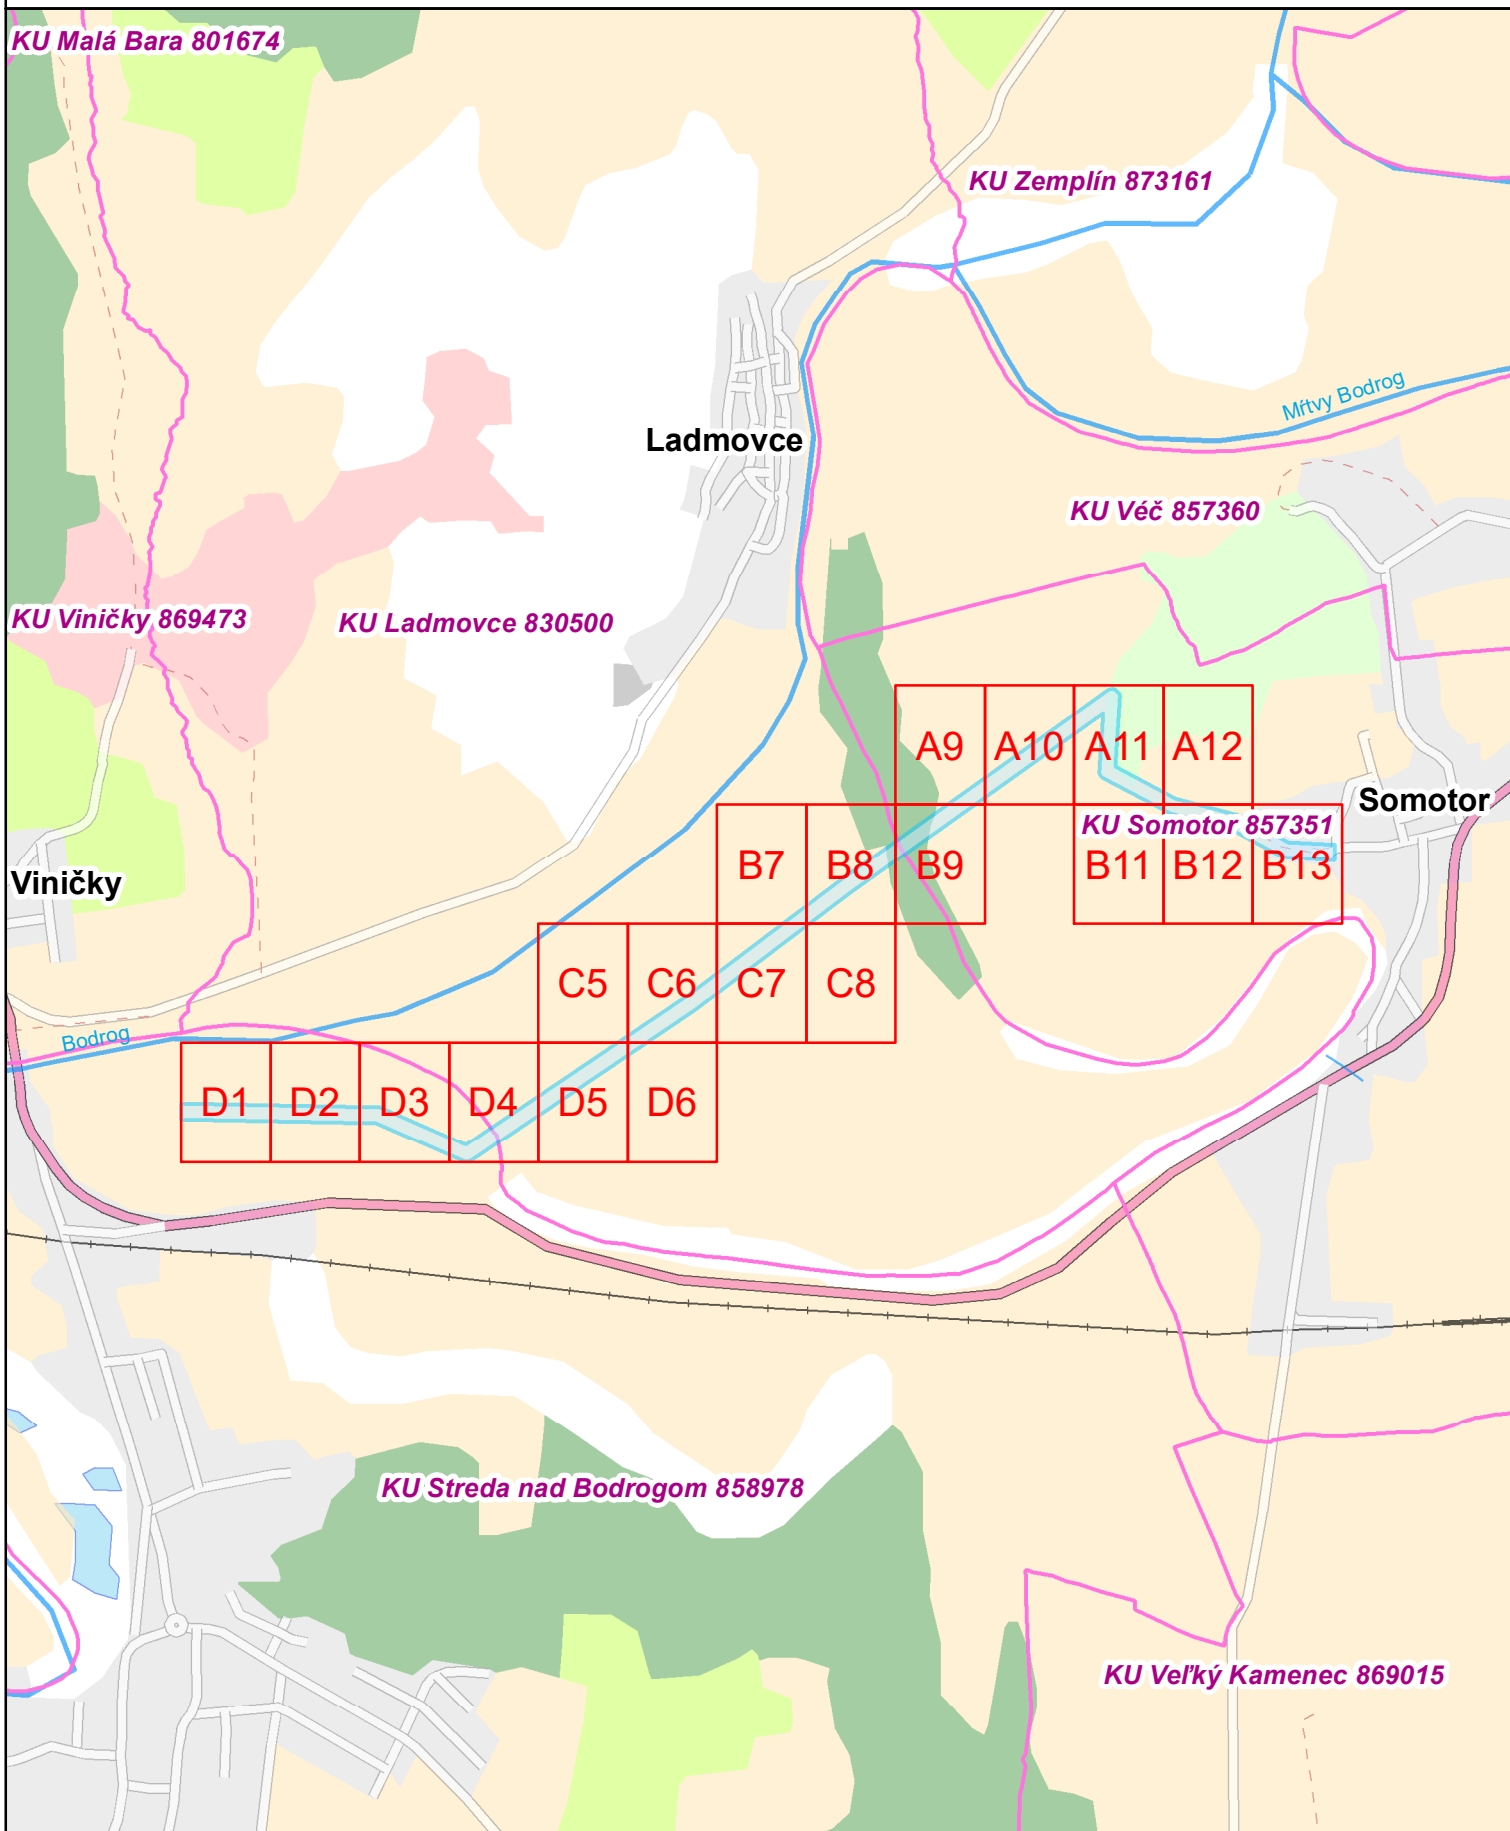 KU Malá Bara 801674
KU Zemplín 873161
Mŕtvy Bodrog
Ladmovce
KU Véč 857360
KU Viničky 869473
KU Ladmovce 830500
A9 A10 A11 A12
Somotor
KU Somotor 857351
B7 B8 B9 B11 B12 B13
Viničky
C5 C6 C7 C8
Bodrog
D1 D2 D3 D4 D5 D6
KU Streda nad Bodrogom 858978
KU Veľký Kamenec 869015